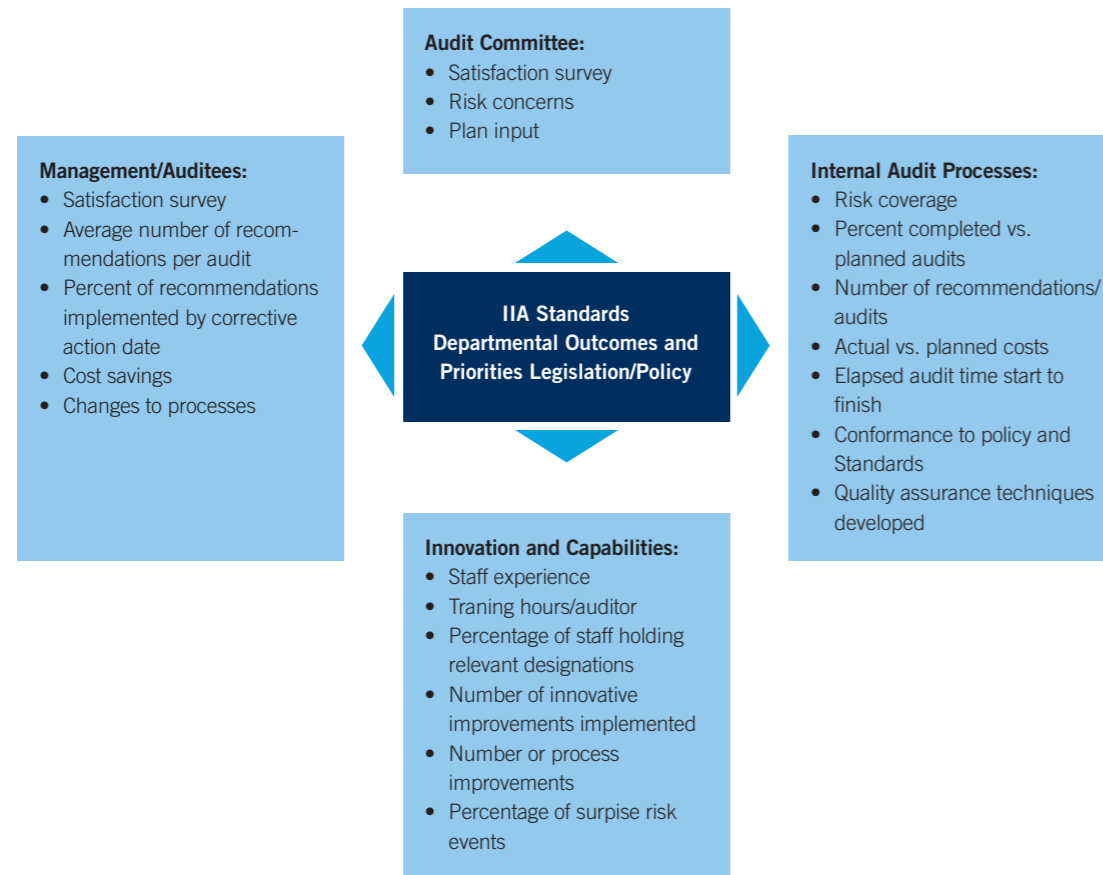 Audit Committee:
• Satisfaction survey
• Risk concerns
• Plan input
Management/Auditees:
• Satisfaction survey
• Average number of recom-
mendations per audit
• Percent of recommendations
implemented by corrective
action date
• Cost savings
• Changes to processes
IIA Standards
Departmental Outcomes and
Priorities Legislation/Policy
Internal Audit Processes:
• Risk coverage
• Percent completed vs.
planned audits
• Number of recommendations/
audits
• Actual vs. planned costs
• Elapsed audit time start to
finish
• Conformance to policy and
Standards
• Quality assurance techniques
developed
Innovation and Capabilities:
• Staff experience
• Traning hours/auditor
• Percentage of staff holding
relevant designations
• Number of innovative
improvements implemented
• Number or process
improvements
• Percentage of surprise risk
events